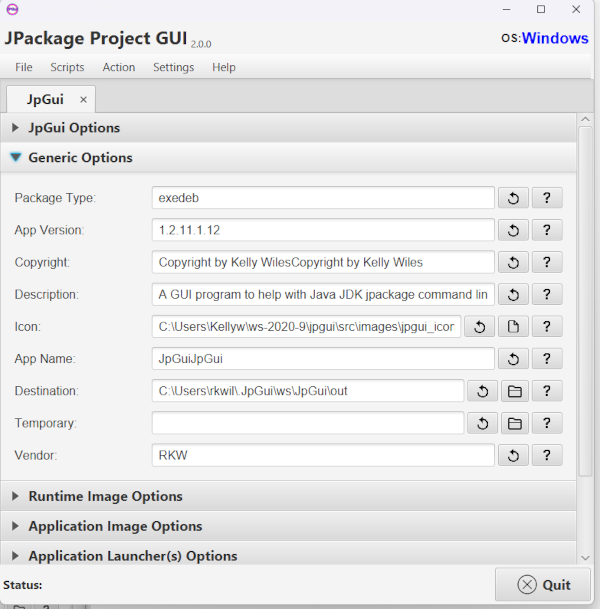 JPackage Project GUI 2.0.0 OS:Windows
File Scripts Action Settings Help
JpGui ×
JpGui Options
Generic Options
Package Type: exedeb ?
App Version: 1.2.11.1.12 ?
Copyright: Copyright by Kelly WilesCopyright by Kelly Wiles ?
Description: A GUI program to help with Java JDK jpackage command lin ?
Icon: C:\Users\Kellyw\ws-2020-9\jpgui\src\images\jpgui_icon ?
App Name: JpGuiJpGui ?
Destination: C:\Users\rkwil\.JpGui\ws\JpGui\out ?
Temporary: ?
Vendor: RKW ?
Runtime Image Options
Application Image Options
Application Launcher(s) Options
Status: Quit